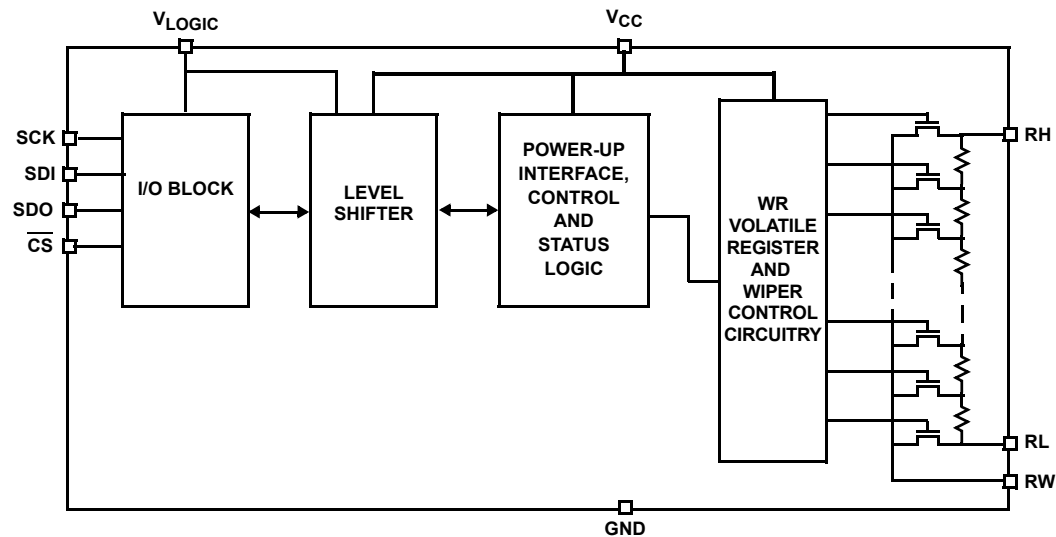 VLOGIC
VCC
SCK
SDI
SDO
CS
I/O BLOCK
LEVEL
SHIFTER
POWER-UP
INTERFACE,
CONTROL
AND
STATUS
LOGIC
WR
VOLATILE
REGISTER
AND
WIPER
CONTROL
CIRCUITRY
RH
RL
RW
GND